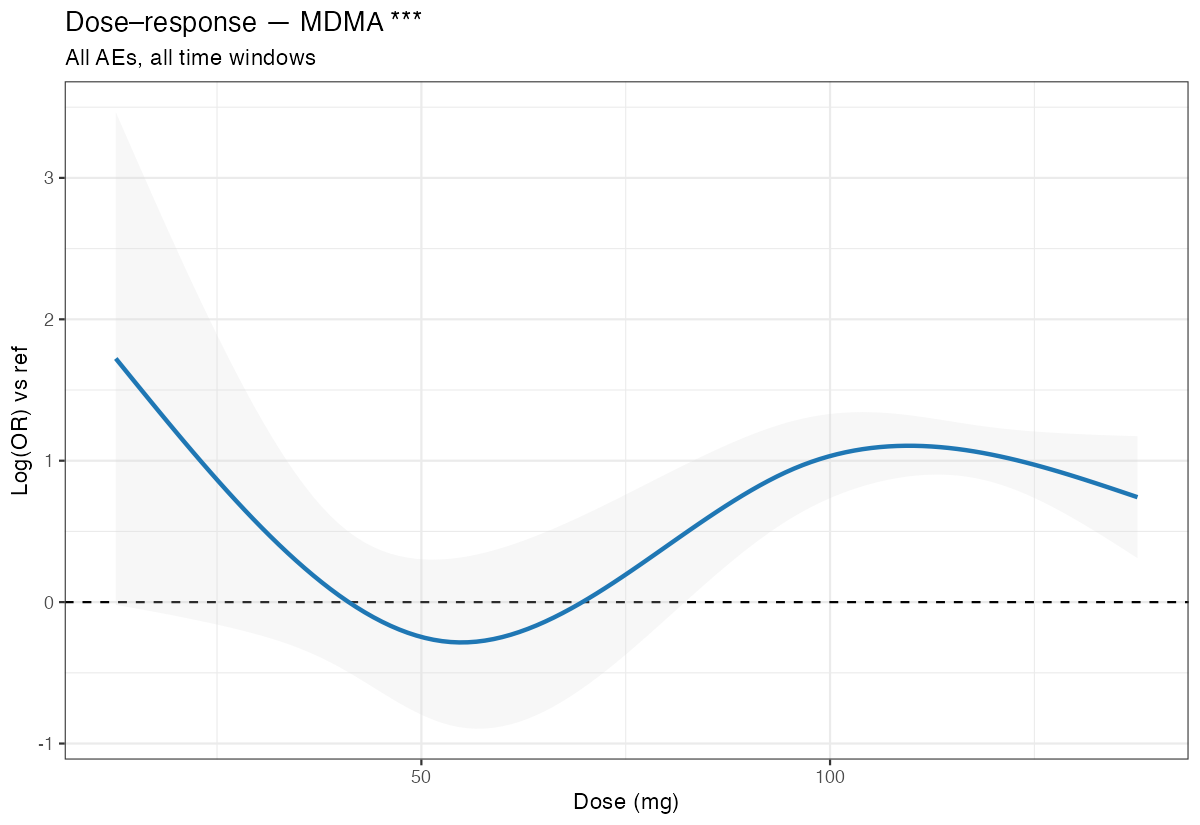 Dose–response — MDMA ***
All AEs, all time windows
Log(OR) vs ref
3
2
1
0
-1
50
100
Dose (mg)